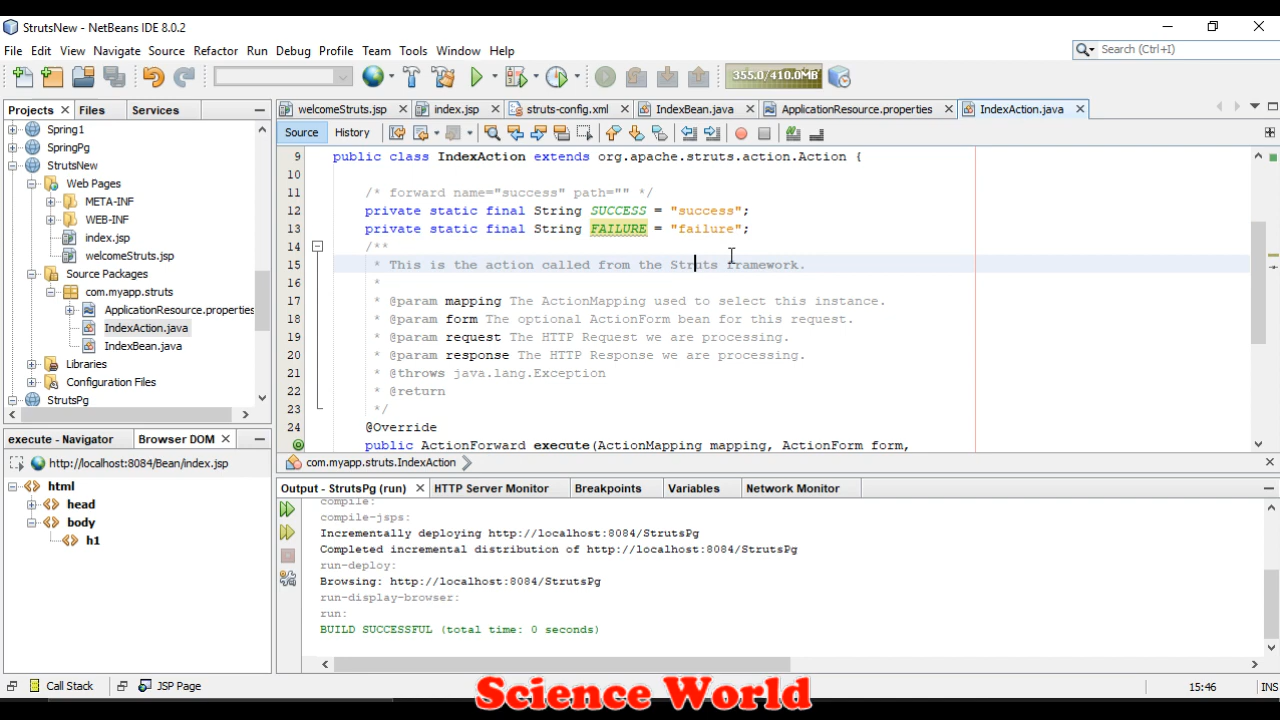 StrutsNew - NetBeans IDE 8.0.2
File Edit View Navigate Source Refactor Run Debug Profile Team Tools Window Help
Search (Ctrl+I)
355.0/410.0MB
Projects Files Services
welcomeStruts.jsp index.jsp struts-config.xml IndexBean.java ApplicationResource.properties IndexAction.java
Source History
Spring1
SpringPg
StrutsNew
Web Pages
META-INF
WEB-INF
index.jsp
welcomeStruts.jsp
Source Packages
com.myapp.struts
ApplicationResource.properties
IndexAction.java
IndexBean.java
Libraries
Configuration Files
StrutsPg
9 public class IndexAction extends org.apache.struts.action.Action {
10
11 /* forward name="success" path="" */
12 private static final String SUCCESS = "success";
13 private static final String FAILURE = "failure";
14 /**
15 * This is the action called from the Struts framework.
16 *
17 * @param mapping The ActionMapping used to select this instance.
18 * @param form The optional ActionForm bean for this request.
19 * @param request The HTTP Request we are processing.
20 * @param response The HTTP Response we are processing.
21 * @throws java.lang.Exception
22 * @return
23 */
24 @Override
public ActionForward execute(ActionMapping mapping, ActionForm form,
com.myapp.struts.IndexAction
execute - Navigator Browser DOM
http://localhost:8084/Bean/index.jsp
html
head
body
h1
Output - StrutsPg (run) HTTP Server Monitor Breakpoints Variables Network Monitor
compile:
compile-jsps:
Incrementally deploying http://localhost:8084/StrutsPg
Completed incremental distribution of http://localhost:8084/StrutsPg
run-deploy:
Browsing: http://localhost:8084/StrutsPg
run-display-browser:
run:
BUILD SUCCESSFUL (total time: 0 seconds)
Call Stack JSP Page
15:46 INS
Science World